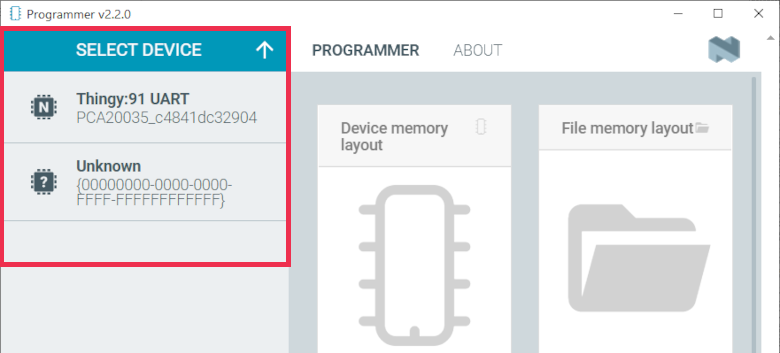 Programmer v2.2.0
SELECT DEVICE
PROGRAMMER
ABOUT
N
Thingy:91 UART
PCA20035_c4841dc32904
?
Unknown
{00000000-0000-0000-
FFFF-FFFFFFFFFFFF}
Device memory
layout
File memory layout